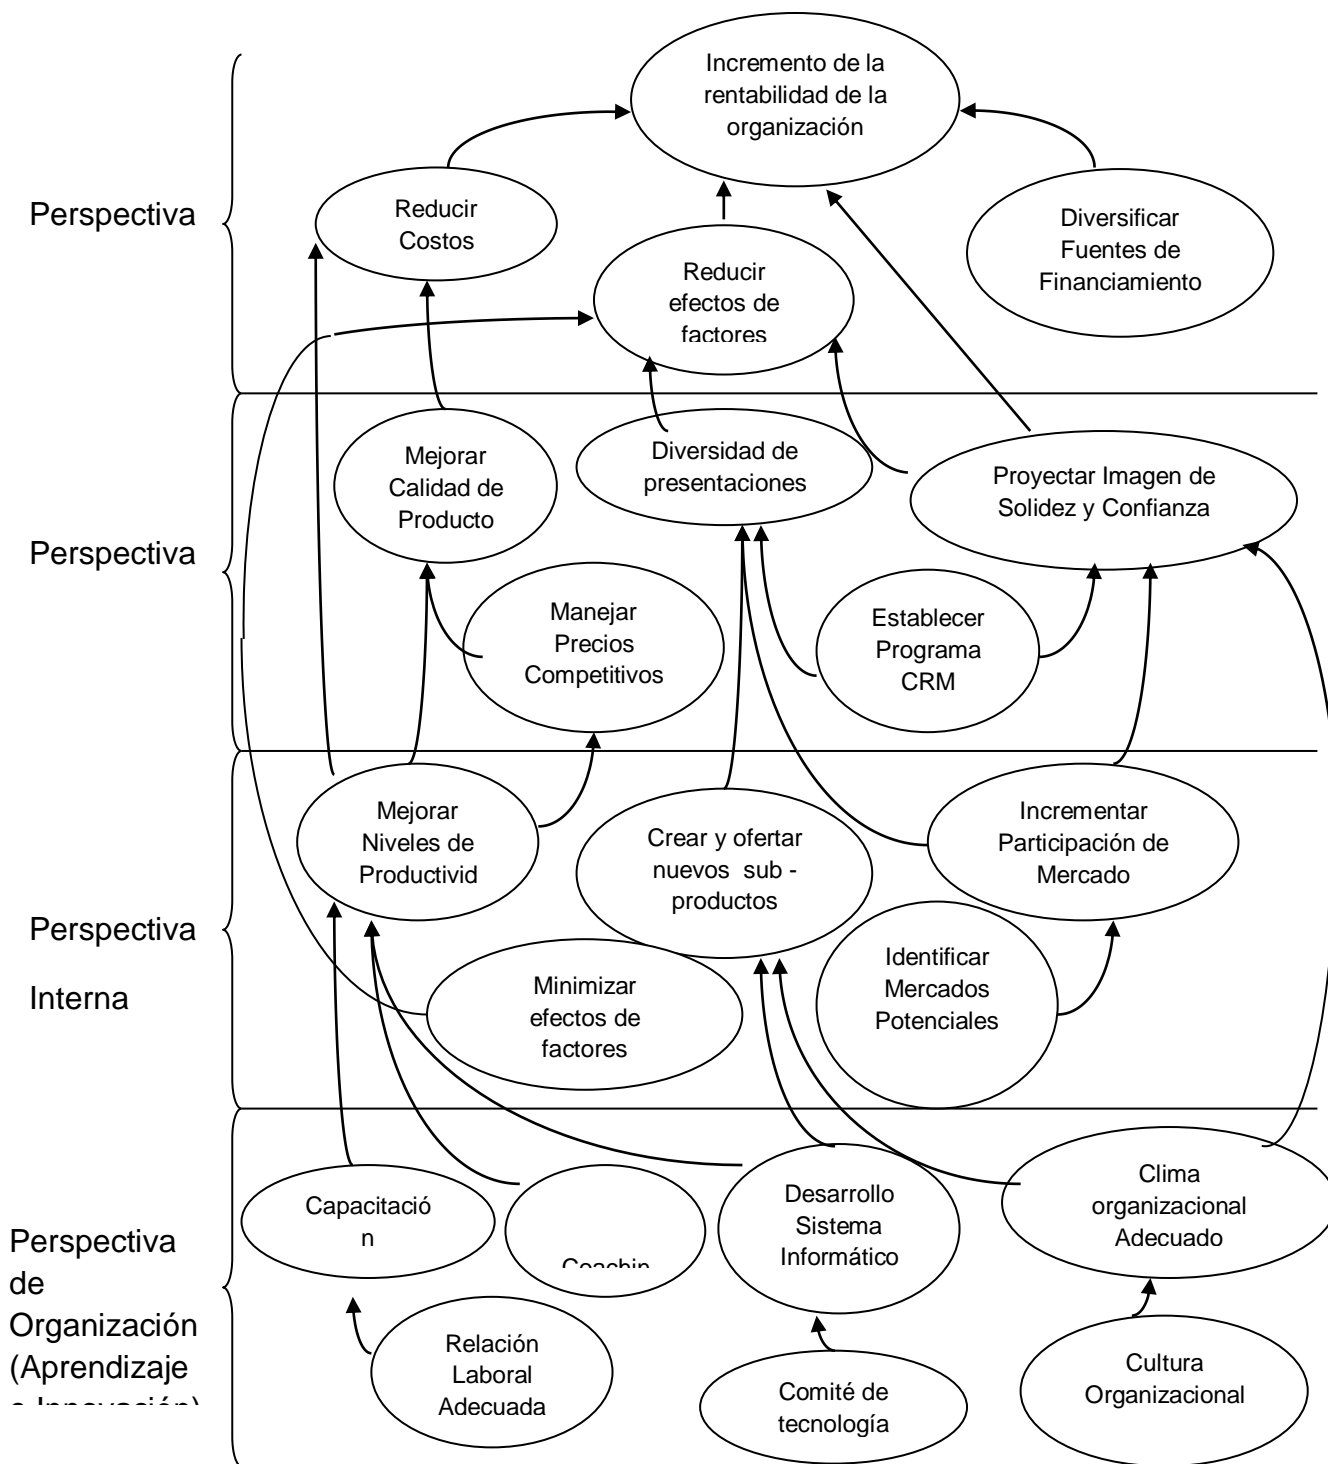 Incremento de la
rentabilidad de la
organización
Perspectiva
Reducir
Costos
Diversificar
Fuentes de
Financiamiento
Reducir
efectos de
factores
Perspectiva
Mejorar
Calidad de
Producto
Diversidad de
presentaciones
Proyectar Imagen de
Solidez y Confianza
Manejar
Precios
Competitivos
Establecer
Programa
CRM
Perspectiva
Interna
Mejorar
Niveles de
Productivid
Crear y ofertar
nuevos sub -
productos
Incrementar
Participación de
Mercado
Minimizar
efectos de
factores
Identificar
Mercados
Potenciales
Perspectiva
de
Organización
(Aprendizaje
e Innovación)
Capacitació
n
Coachin
Desarrollo
Sistema
Informático
Clima
organizacional
Adecuado
Relación
Laboral
Adecuada
Comité de
tecnología
Cultura
Organizacional